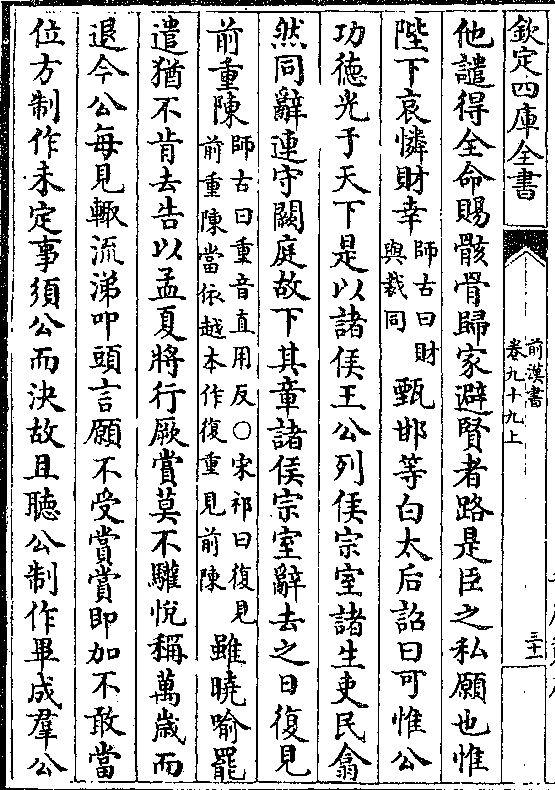 欽定四庫全書
前漢書
卷九十九上
三十一
他譴得全命賜骸骨歸家避賢者路是臣之私願也惟
陛下哀憐財幸
師古曰財
與裁同
甄邯等白太后詔曰可惟公
功德光于天下是以諸侯王公列侯宗室諸生吏民翕
然同辭連守闕庭故下其章諸侯宗室辭去之日復見
前重陳
師古曰重音直用反○宋祁曰復見
前重陳當依越本作復重見前陳
雖曉喻罷
遣猶不肯去告以孟夏將行厥賞莫不驩悅稱萬歲而
退今公每見輒流涕叩頭言願不受賞賞即加不敢當
位方制作未定事須公而決故且聽公制作畢成羣公